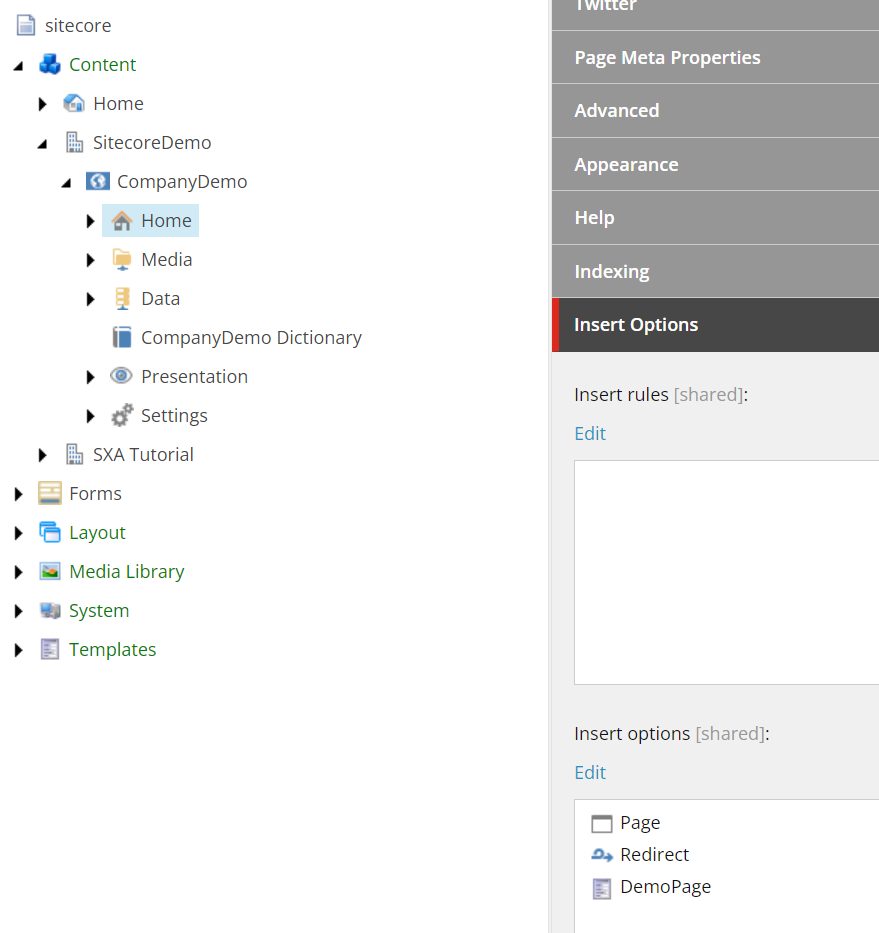 sitecore
Content
Home
SitecoreDemo
CompanyDemo
Home
Media
Data
CompanyDemo Dictionary
Presentation
Settings
SXA Tutorial
Forms
Layout
Media Library
System
Templates
Twitter
Page Meta Properties
Advanced
Appearance
Help
Indexing
Insert Options
Insert rules [shared]:
Edit
Insert options [shared]:
Edit
Page
Redirect
DemoPage